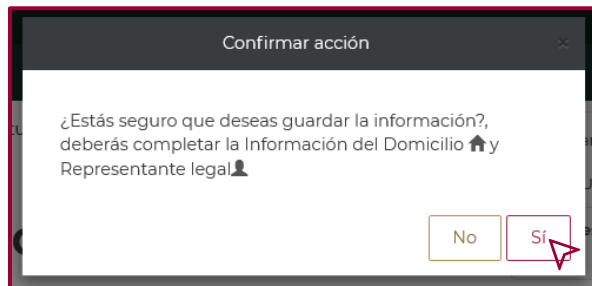 Confirmar acción
¿Estás seguro que deseas guardar la información?,
deberás completar la Información del Domicilio y
Representante legal
No
Sí